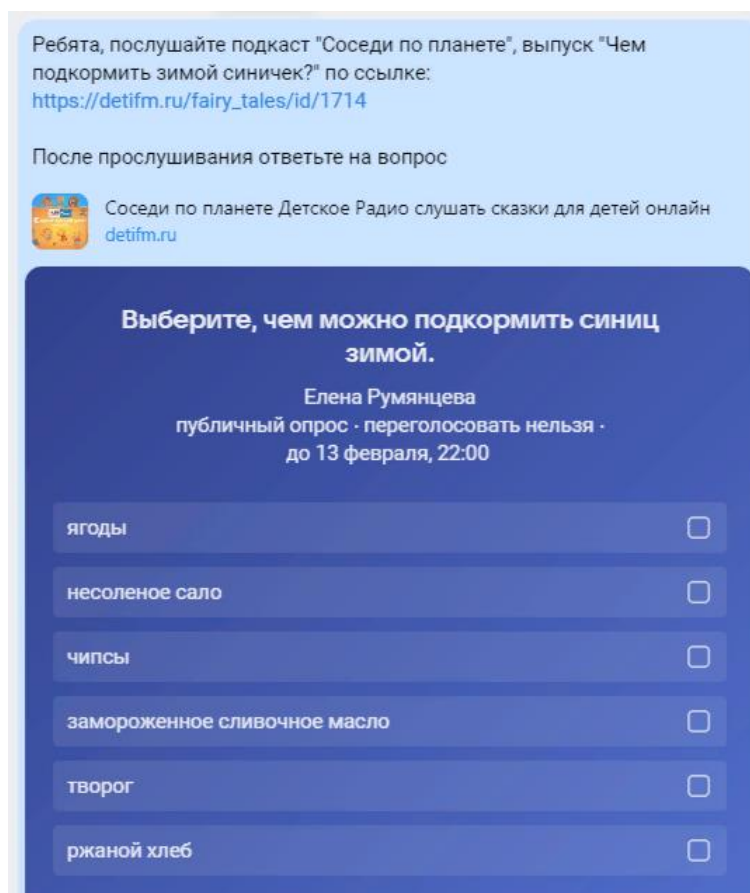 Ребята, послушайте подкаст "Соседи по планете", выпуск "Чем
подкормить зимой синичек?" по ссылке:
https://detifm.ru/fairy_tales/id/1714
После прослушивания ответьте на вопрос
Соседи по планете Детское Радио слушать сказки для детей онлайн
detifm.ru
Выберите, чем можно подкормить синиц
зимой.
Елена Румянцева
публичный опрос · переголосовать нельзя ·
до 13 февраля, 22:00
ягоды
несоленое сало
чипсы
замороженное сливочное масло
творог
ржаной хлеб